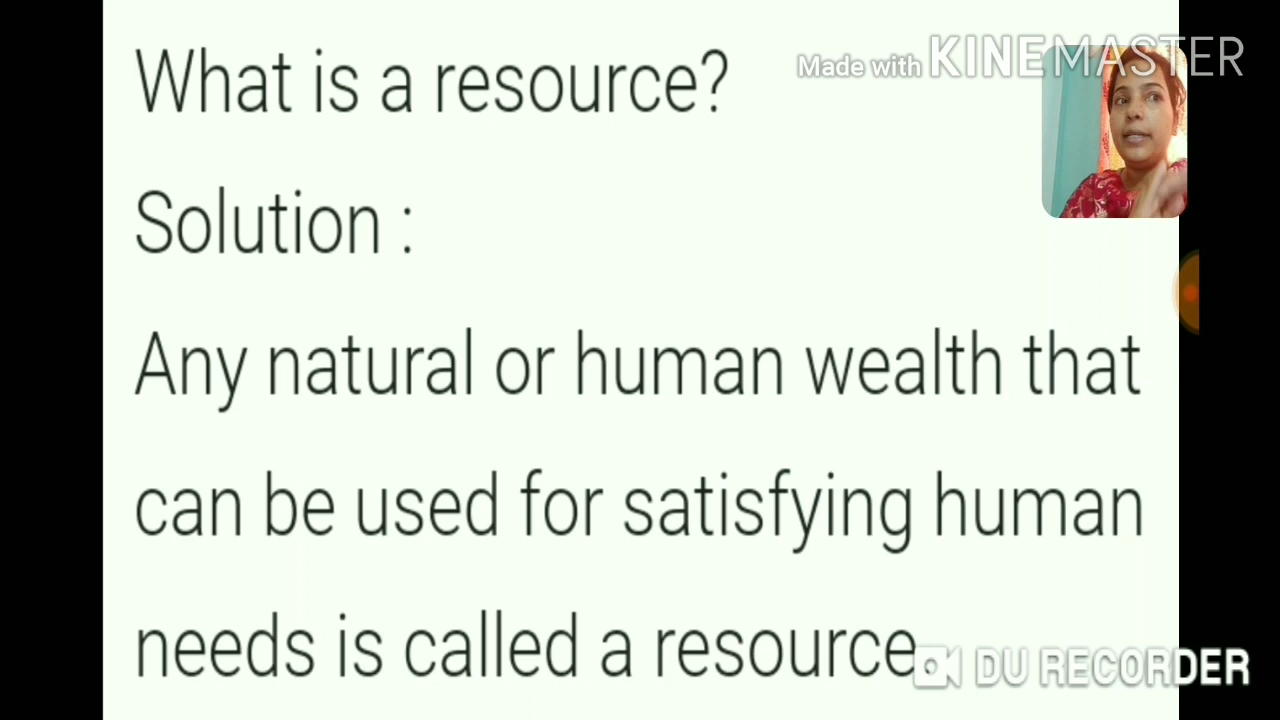 What is a resource?
Made with KINEMASTER
Solution :
Any natural or human wealth that
can be used for satisfying human
needs is called a resource.
DU RECORDER